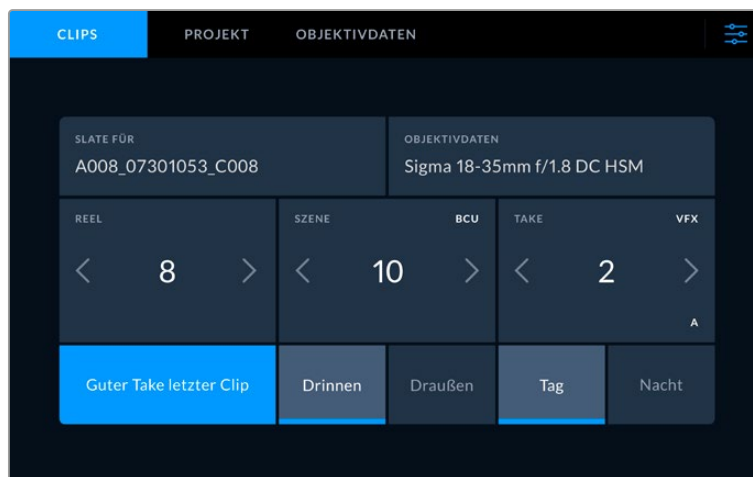 CLIPS PROJEKT OBJEKTIVDATEN
SLATE FÜR OBJEKTIVDATEN
A008_07301053_C008 Sigma 18-35mm f/1.8 DC HSM
REEL SZENE BCU TAKE VFX
8 10 2
A
Guter Take letzter Clip Drinnen Draußen Tag Nacht